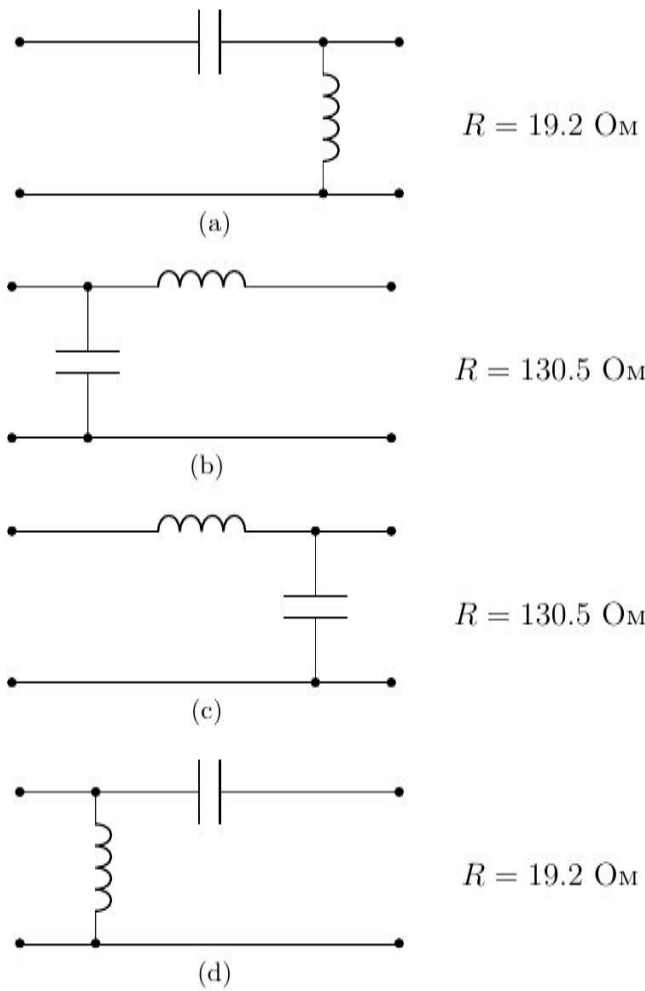 R = 19.2 Ом
(a)
R = 130.5 Ом
(b)
R = 130.5 Ом
(c)
R = 19.2 Ом
(d)